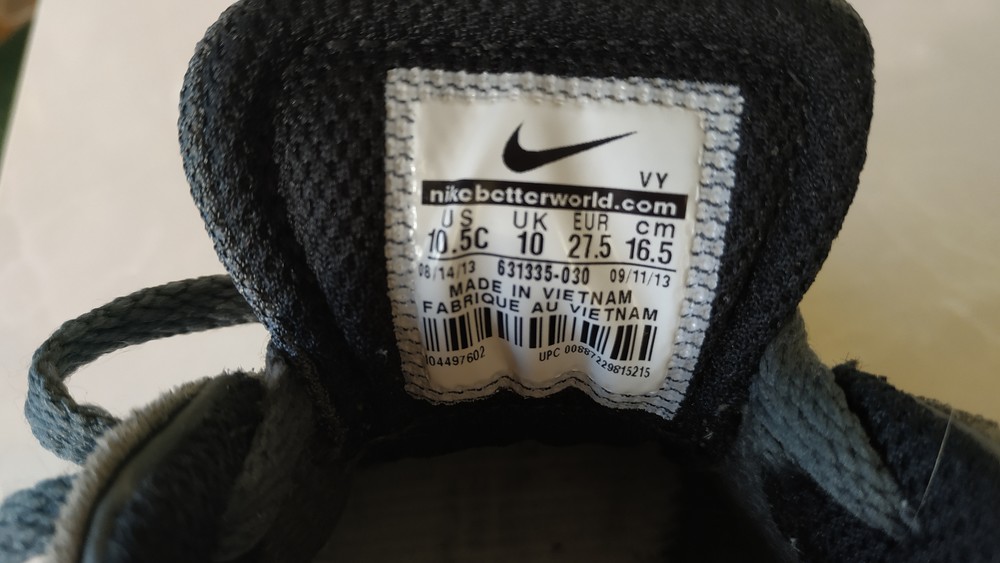 VY
nikebetterworld.com
US UK EUR cm
10.5C 10 27.5 16.5
08/14/13 631335-030 09/11/13
MADE IN VIETNAM
FABRIQUE AU VIETNAM
104497602 UPC 00887229815215